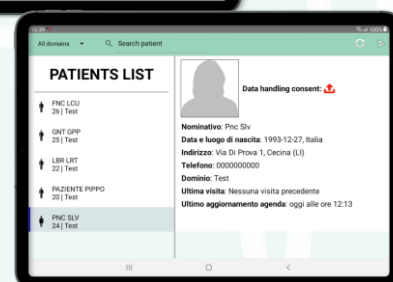 10:39
100%
All domains
Search patient
PATIENTS LIST
FNC LCU
26 | Test
GNT GPP
25 | Test
LBR LRT
22 | Test
PAZIENTE PIPPO
20 | Test
PNC SLV
24 | Test
Data handling consent:
Nominativo: Pnc Slv
Data e luogo di nascita: 1993-12-27, Italia
Indirizzo: Via Di Prova 1, Cecina (LI)
Telefono: 0000000000
Dominio: Test
Ultima visita: Nessuna visita precedente
Ultimo aggiornamento agenda: oggi alle ore 12:13